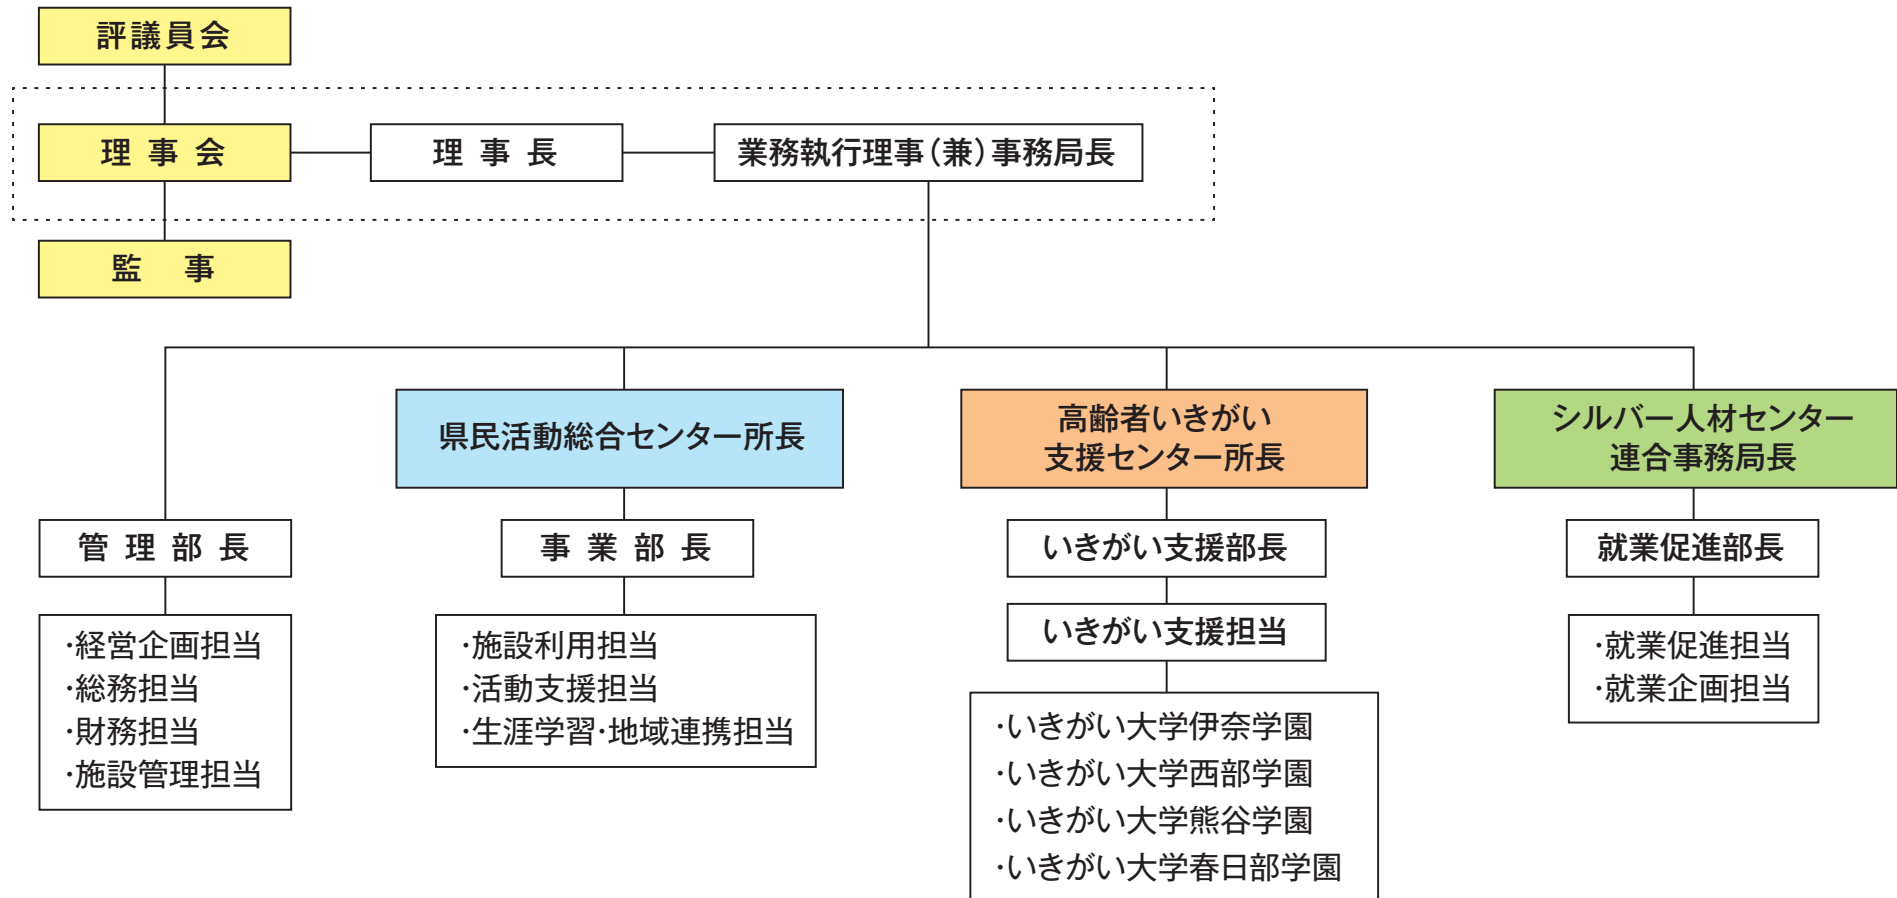 評議員会
理事会
理事長
業務執行理事(兼)事務局長
監 事
県民活動総合センター所長
高齢者いきがい
支援センター所長
シルバー人材センター
連合事務局長
管理部長
事業部長
いきがい支援部長
就業促進部長
・経営企画担当
・総務担当
・財務担当
・施設管理担当
・施設利用担当
・活動支援担当
・生涯学習・地域連携担当
いきがい支援担当
・いきがい大学伊奈学園
・いきがい大学西部学園
・いきがい大学熊谷学園
・いきがい大学春日部学園
・就業促進担当
・就業企画担当